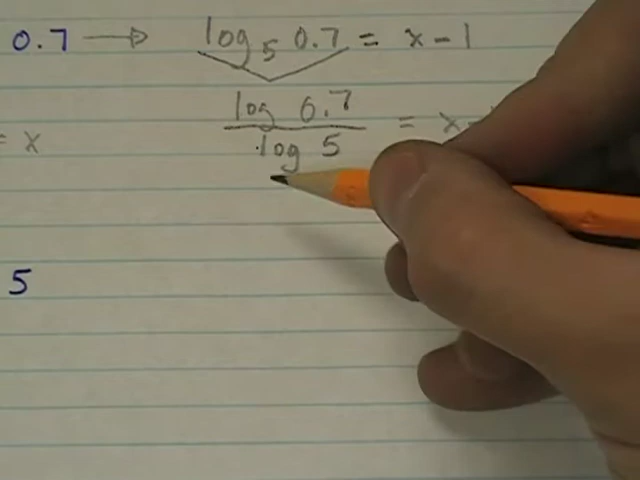 0.7 → log₅ 0.7 = x - 1
log 0.7 / log 5 = x -
= x
5